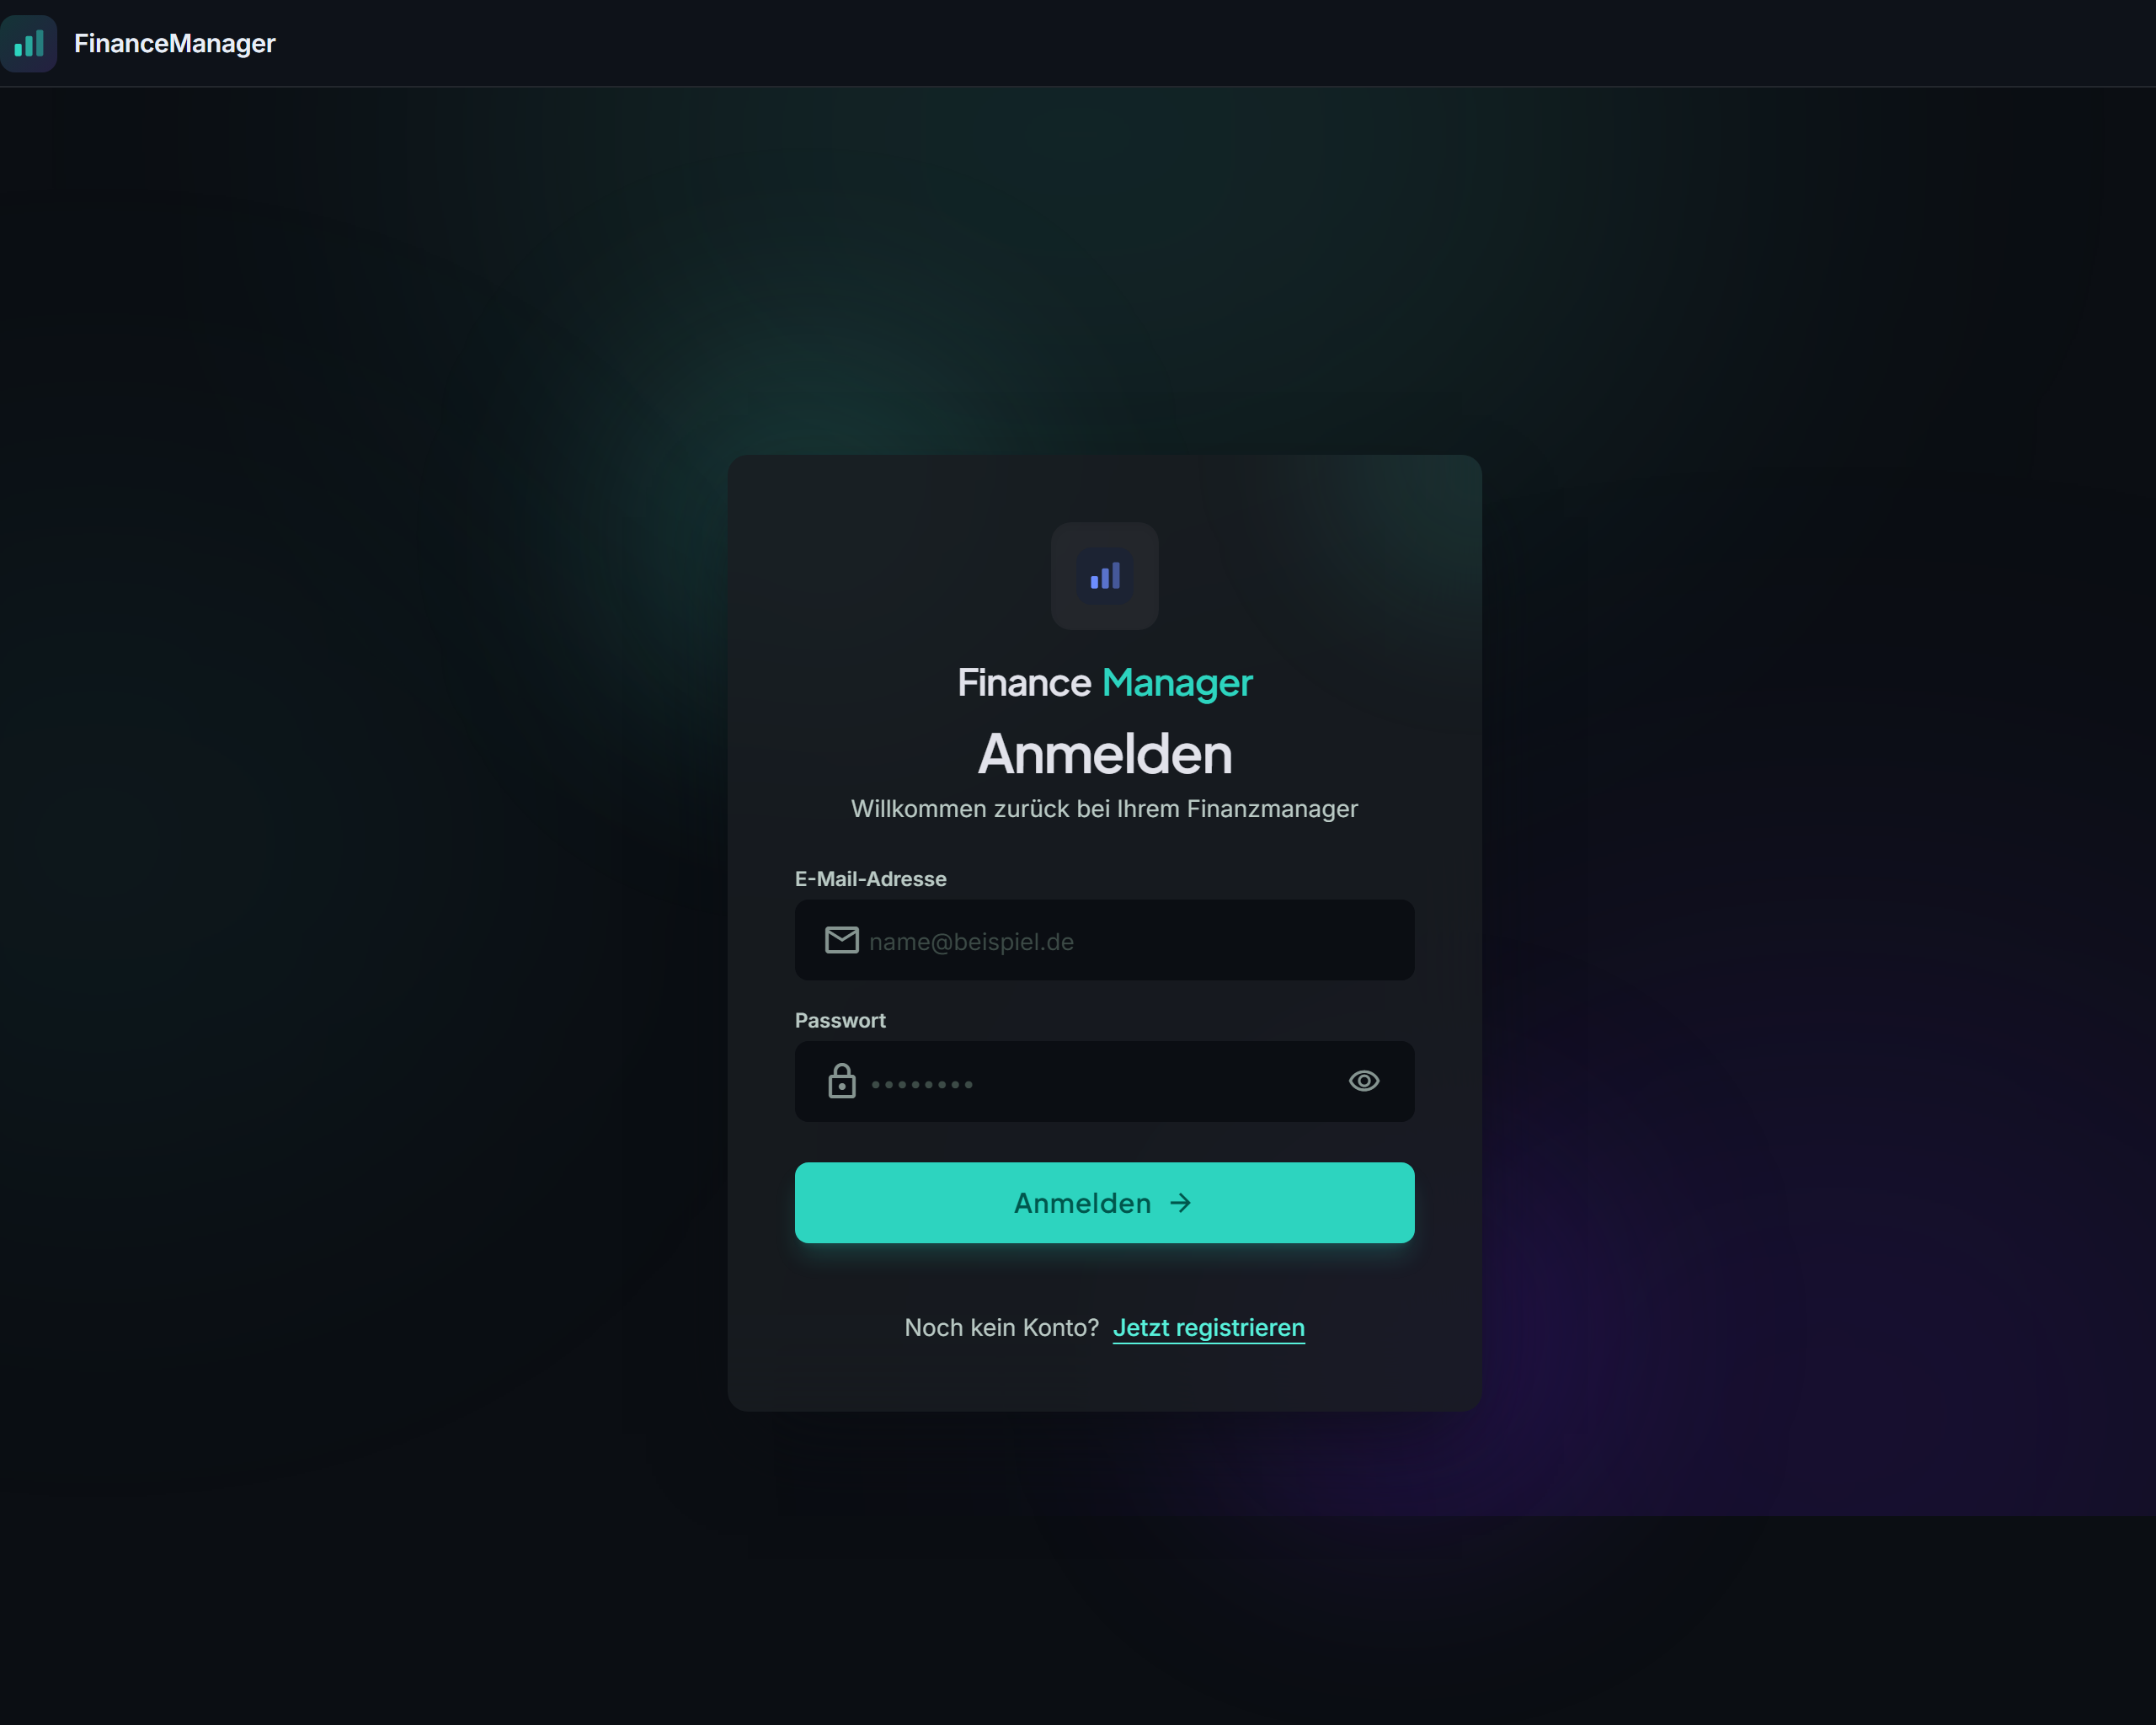 FinanceManager
Finance Manager
Anmelden
Willkommen zurück bei Ihrem Finanzmanager
E-Mail-Adresse
name@beispiel.de
Passwort
••••••••
Anmelden →
Noch kein Konto? Jetzt registrieren